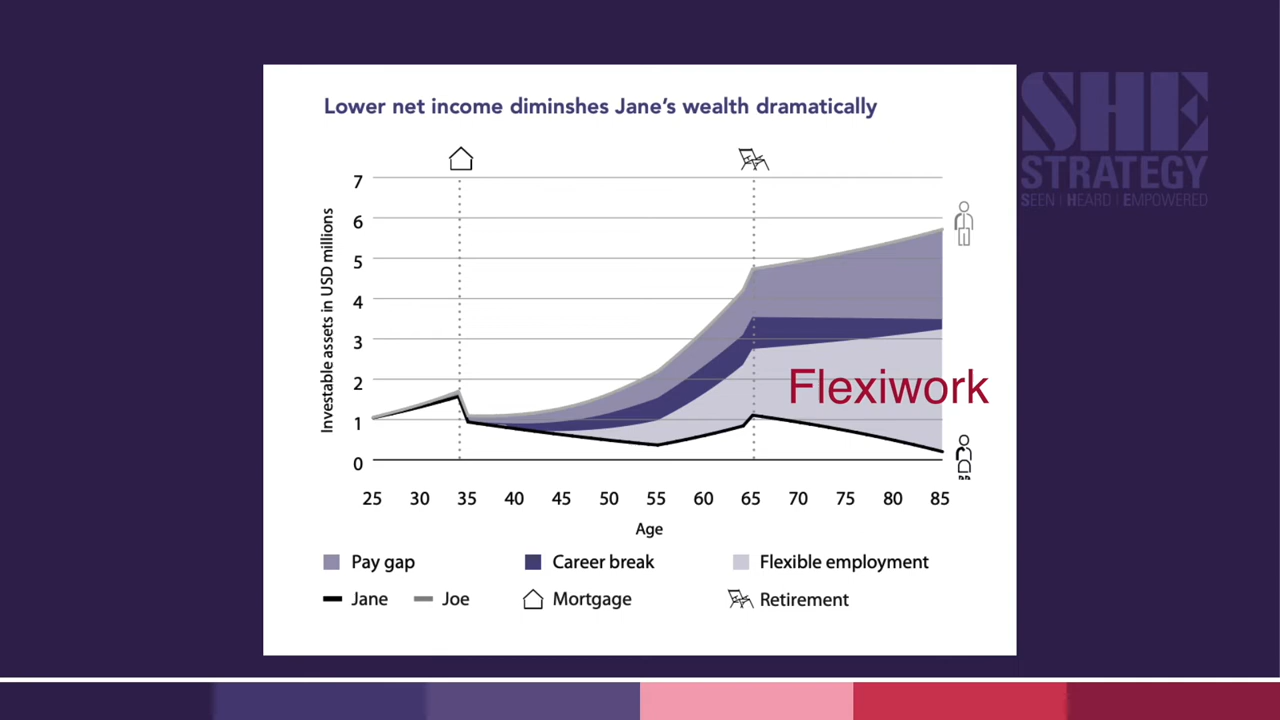 Lower net income diminshes Jane's wealth dramatically
SHE
STRATEGY
SEEN | HEARD | EMPOWERED
Investable assets in USD millions
7
6
5
4
3
2
1
0
Flexiwork
25 30 35 40 45 50 55 60 65 70 75 80 85
Age
Pay gap Career break Flexible employment
Jane Joe Mortgage Retirement